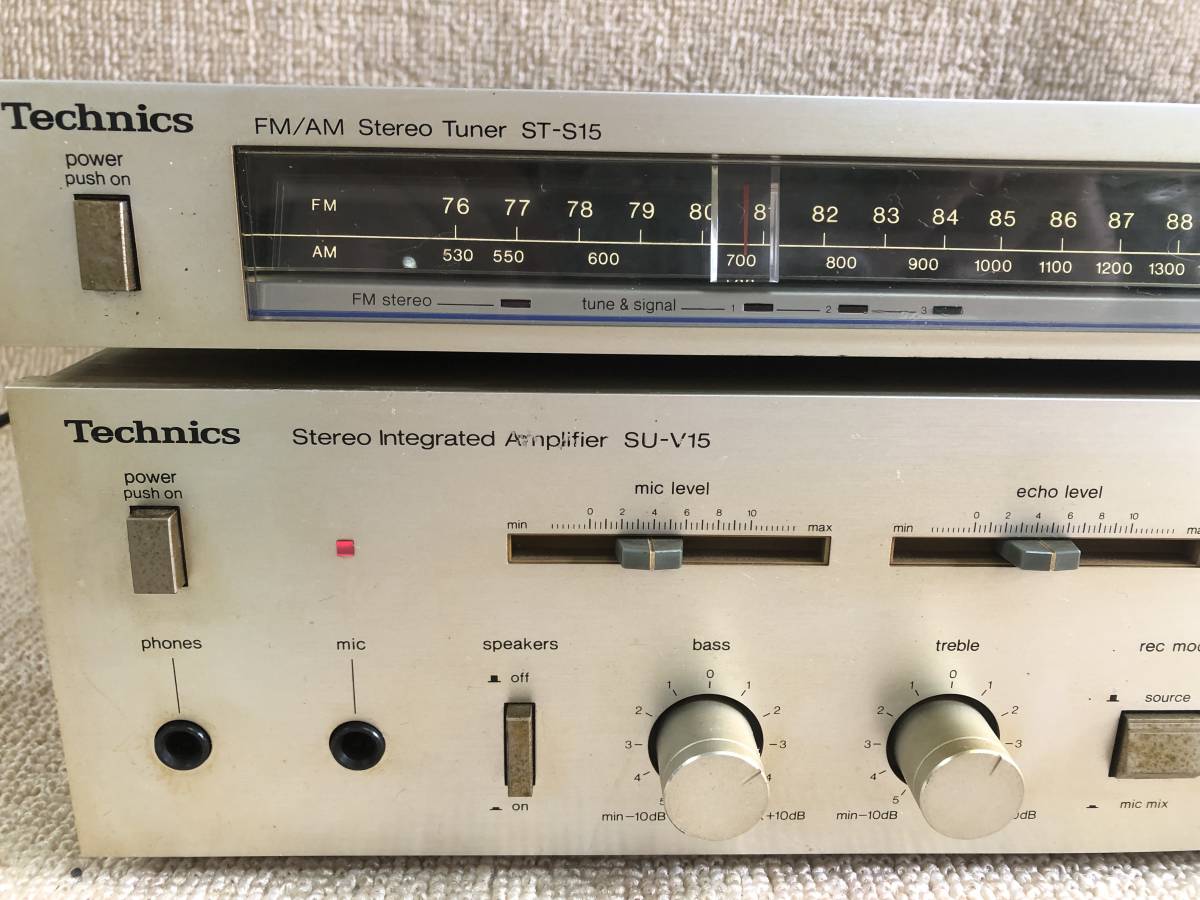 Technics FM/AM Stereo Tuner ST-S15
power
push on
FM 76 77 78 79 80 81 82 83 84 85 86 87 88
AM 530 550 600 700 800 900 1000 1100 1200 1300
FM stereo tune & signal 1 2 3
Technics Stereo Integrated Amplifier SU-V15
power
push on
mic level
min 0 2 4 6 8 10 max
echo level
min 0 2 4 6 8 10
phones mic speakers bass treble rec
off
on
0
1 1
2 2
3 3
4 4
5
min-10dB +10dB
0
1 1
2 2
3 3
4
5
min-10dB dB
source
mic mix